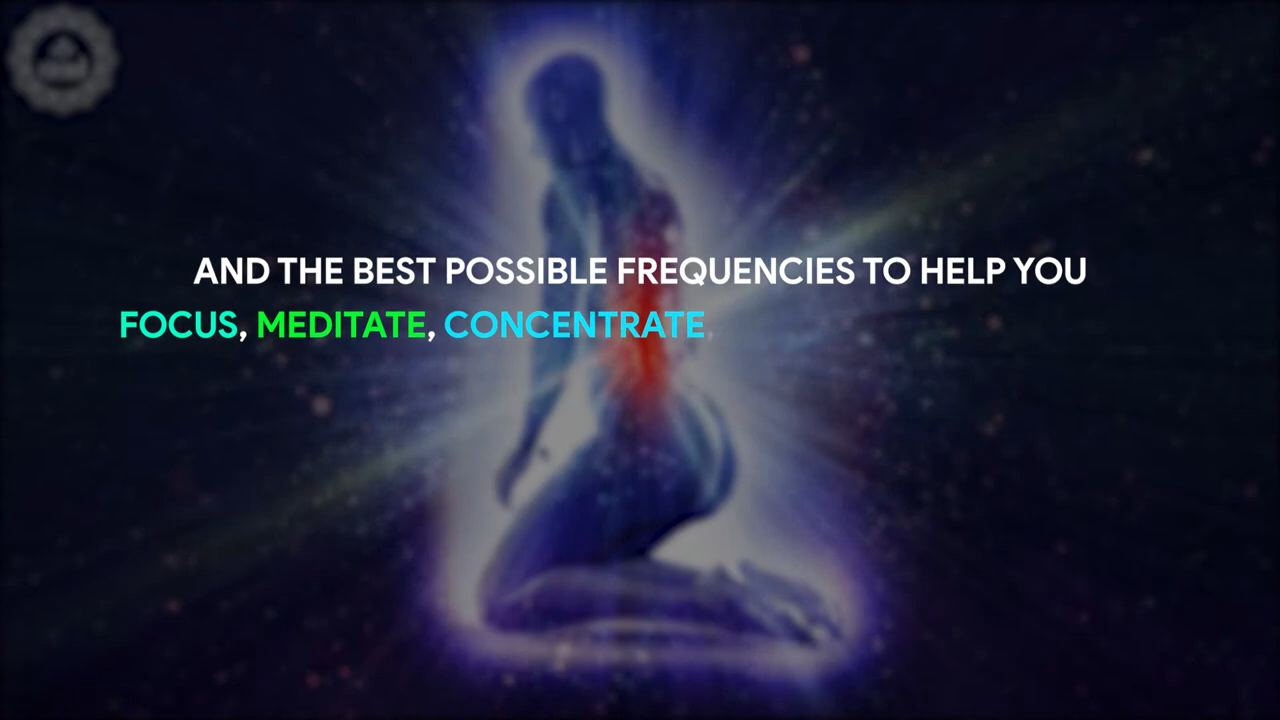 AND THE BEST POSSIBLE FREQUENCIES TO HELP YOU
FOCUS, MEDITATE, CONCENTRATE,